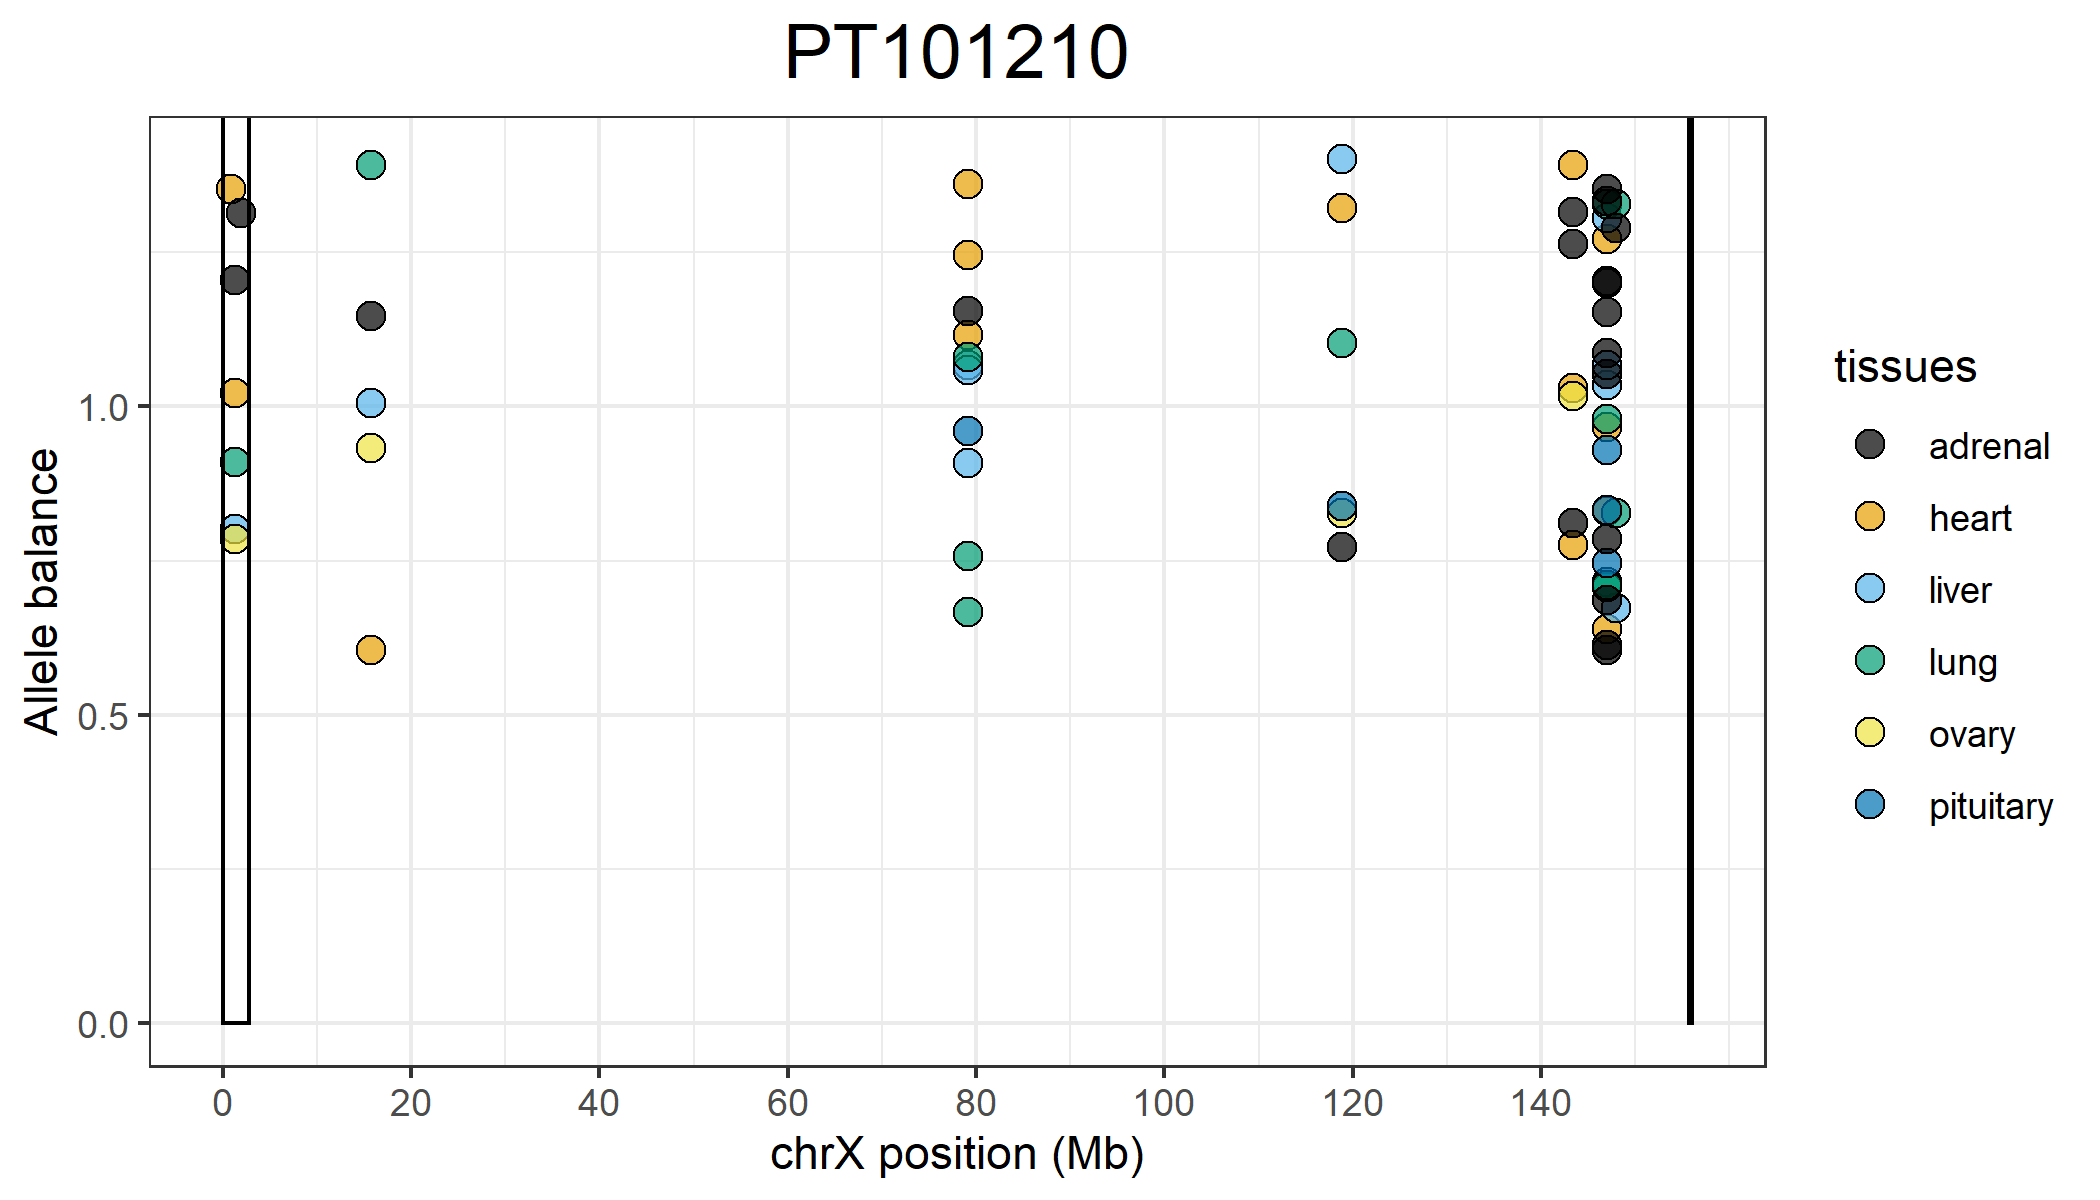 PT101210
Allele balance
1.0
0.5
0.0
0 20 40 60 80 100 120 140
chrX position (Mb)
tissues
adrenal
heart
liver
lung
ovary
pituitary